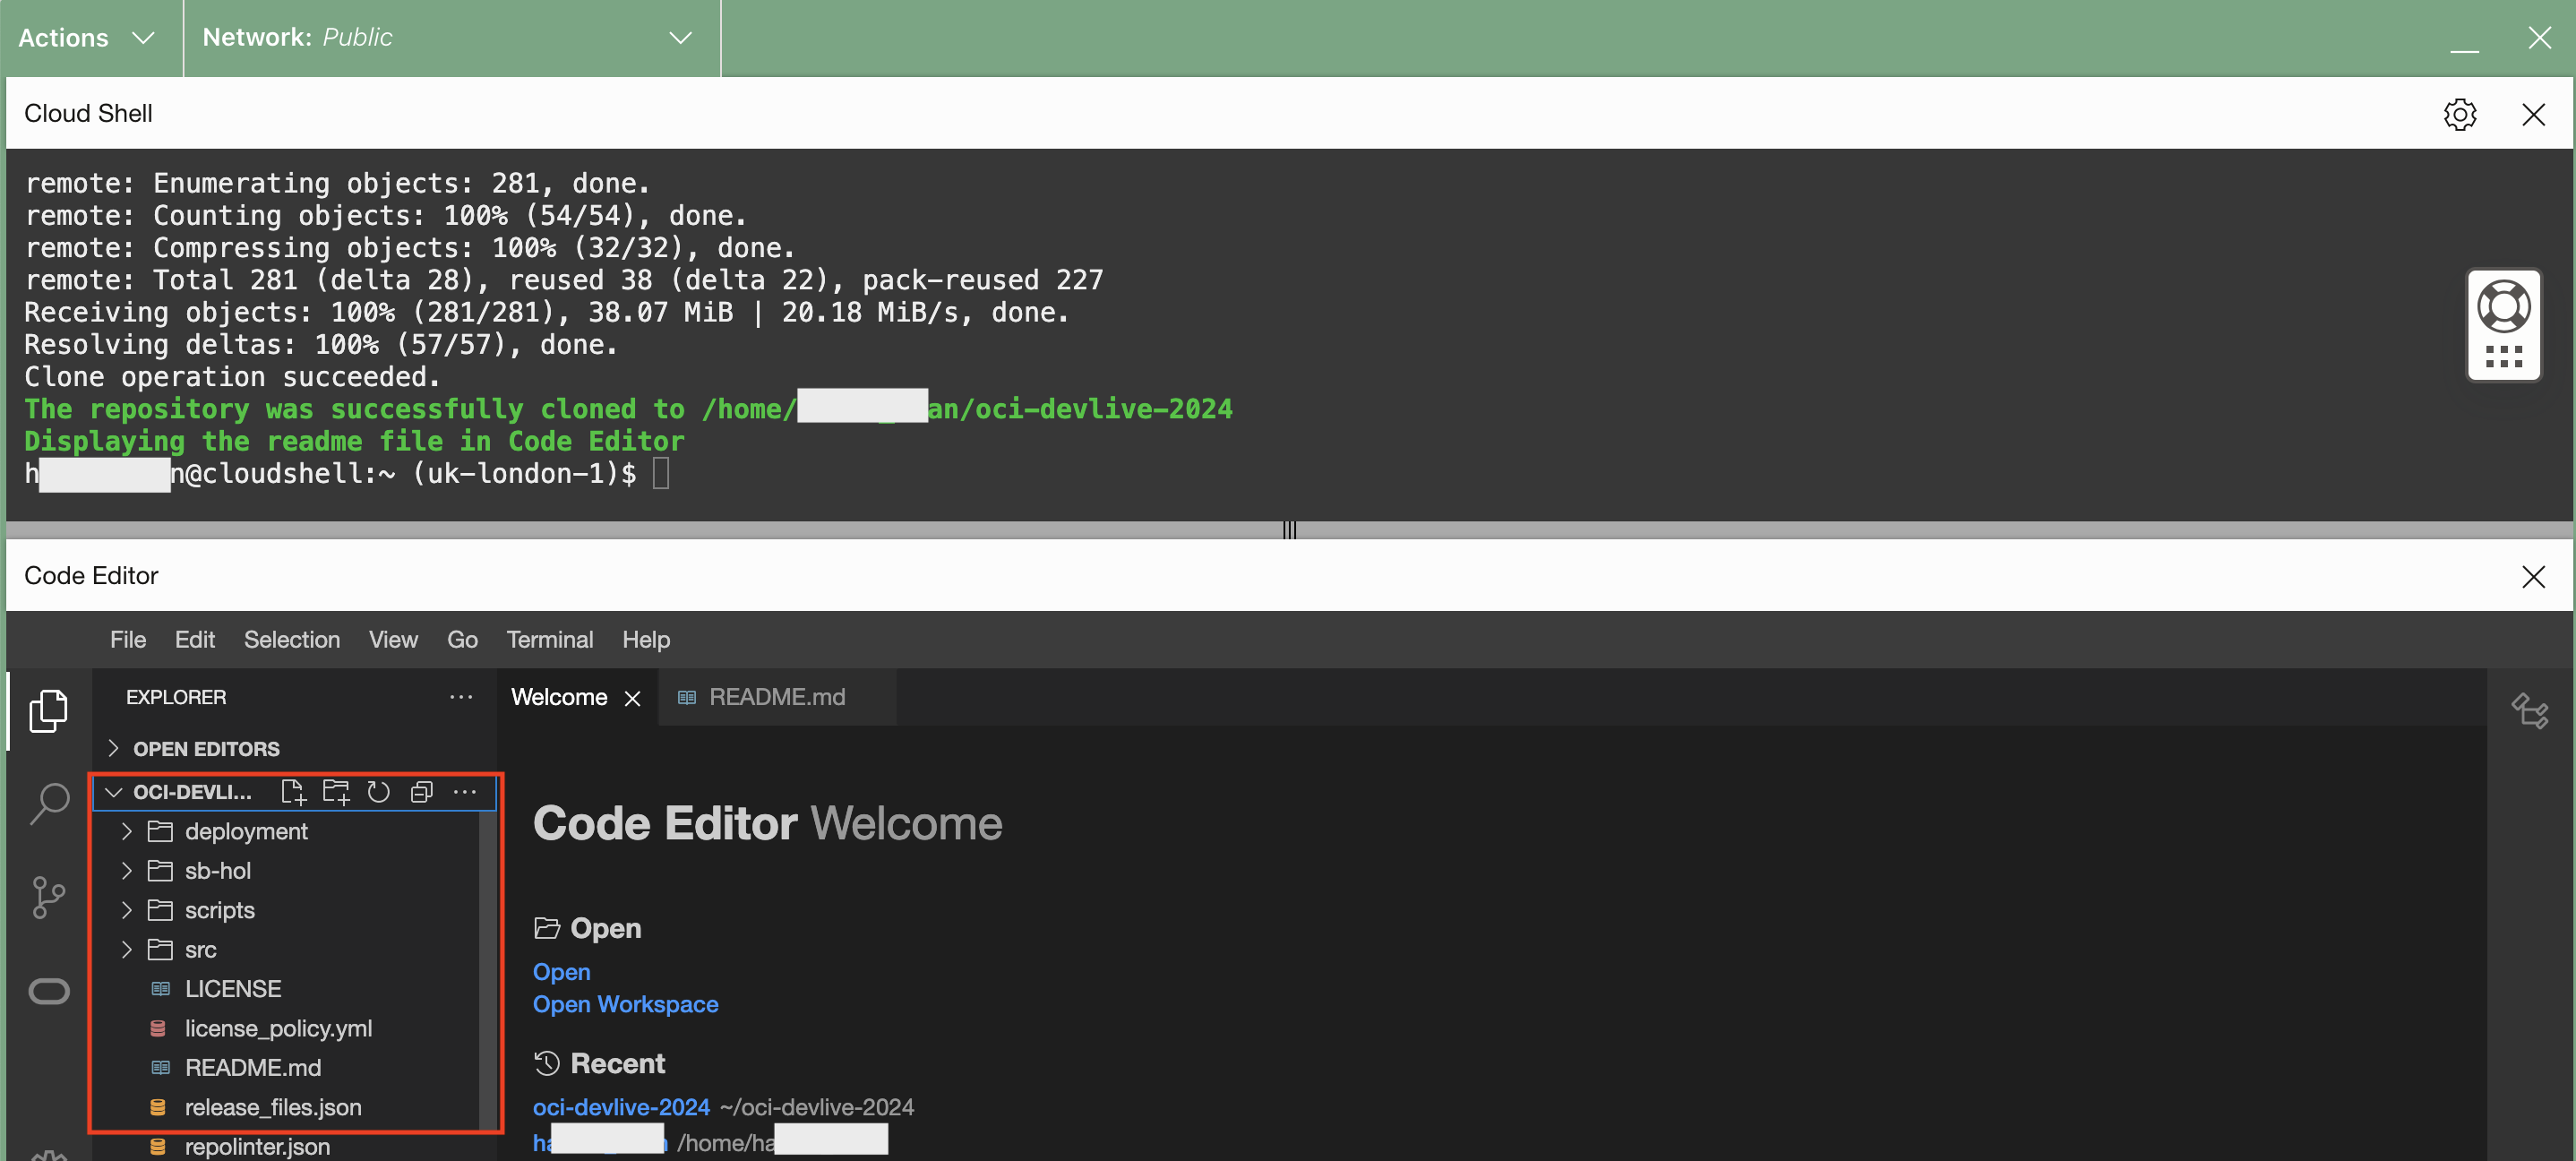 Actions
Network: Public
Cloud Shell
remote: Enumerating objects: 281, done.
remote: Counting objects: 100% (54/54), done.
remote: Compressing objects: 100% (32/32), done.
remote: Total 281 (delta 28), reused 38 (delta 22), pack-reused 227
Receiving objects: 100% (281/281), 38.07 MiB | 20.18 MiB/s, done.
Resolving deltas: 100% (57/57), done.
Clone operation succeeded.
The repository was successfully cloned to /home/ an/oci-devlive-2024
Displaying the readme file in Code Editor
h n@cloudshell:~ (uk-london-1)$
Code Editor
File Edit Selection View Go Terminal Help
EXPLORER
Welcome
README.md
OPEN EDITORS
OCI-DEVLI...
deployment
sb-hol
scripts
src
LICENSE
license_policy.yml
README.md
release_files.json
repolinter.json
Code Editor Welcome
Open
Open
Open Workspace
Recent
oci-devlive-2024 ~/oci-devlive-2024
ha /home/ha